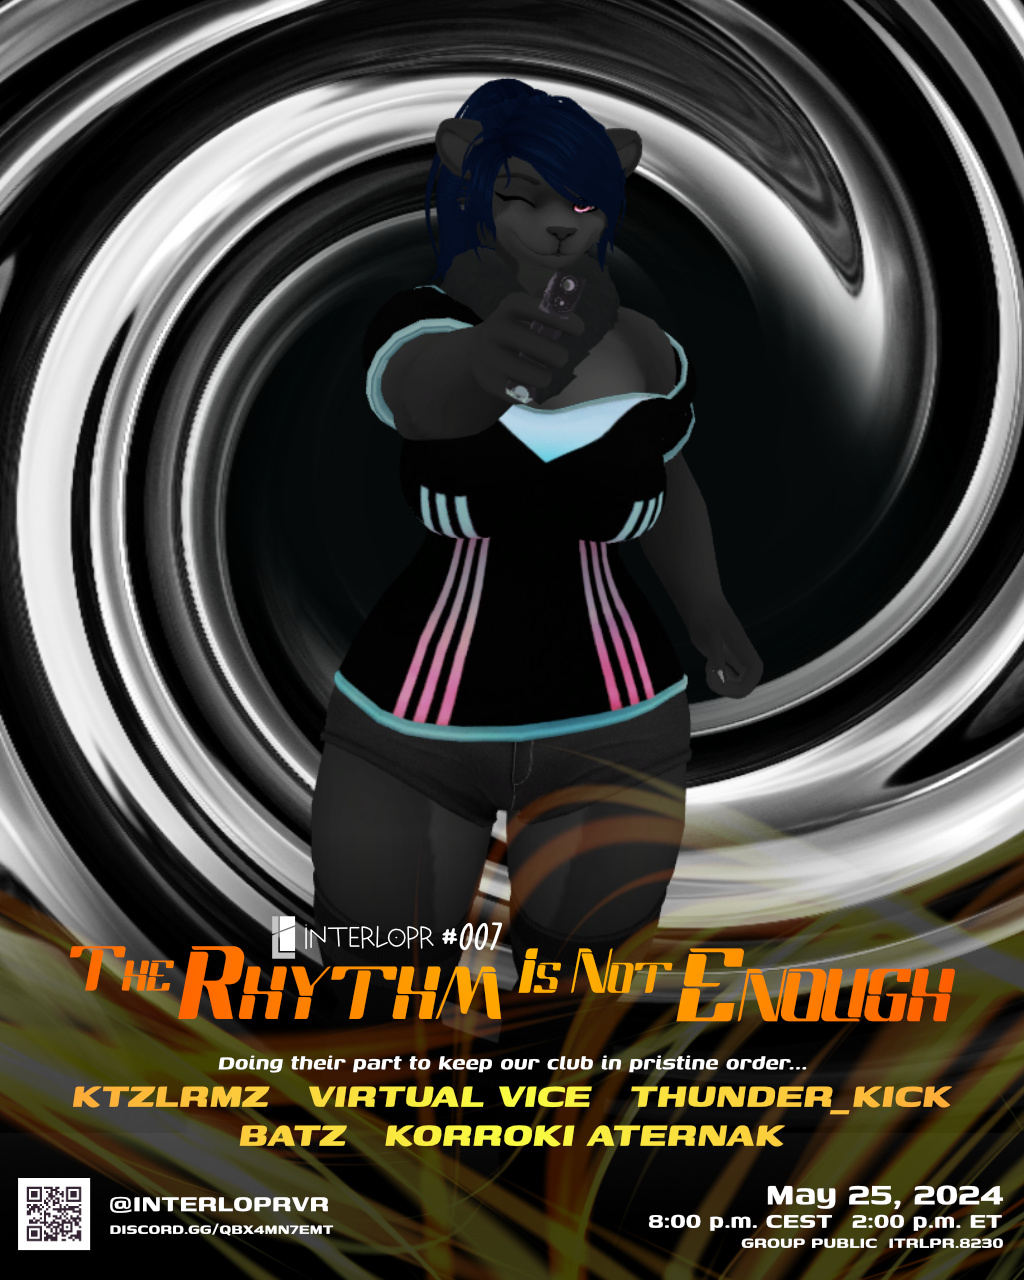 iNTERLOPR #007
The Rhythm is Not Enough
Doing their part to keep our club in pristine order...
KTZLRMZ VIRTUAL VICE THUNDER_KICK
BATZ KORROKI ATERNAK
@INTERLOPRVR
DISCORD.GG/QBX4MN7EMT
May 25, 2024
8:00 p.m. CEST 2:00 p.m. ET
GROUP PUBLIC ITRLPR.8230